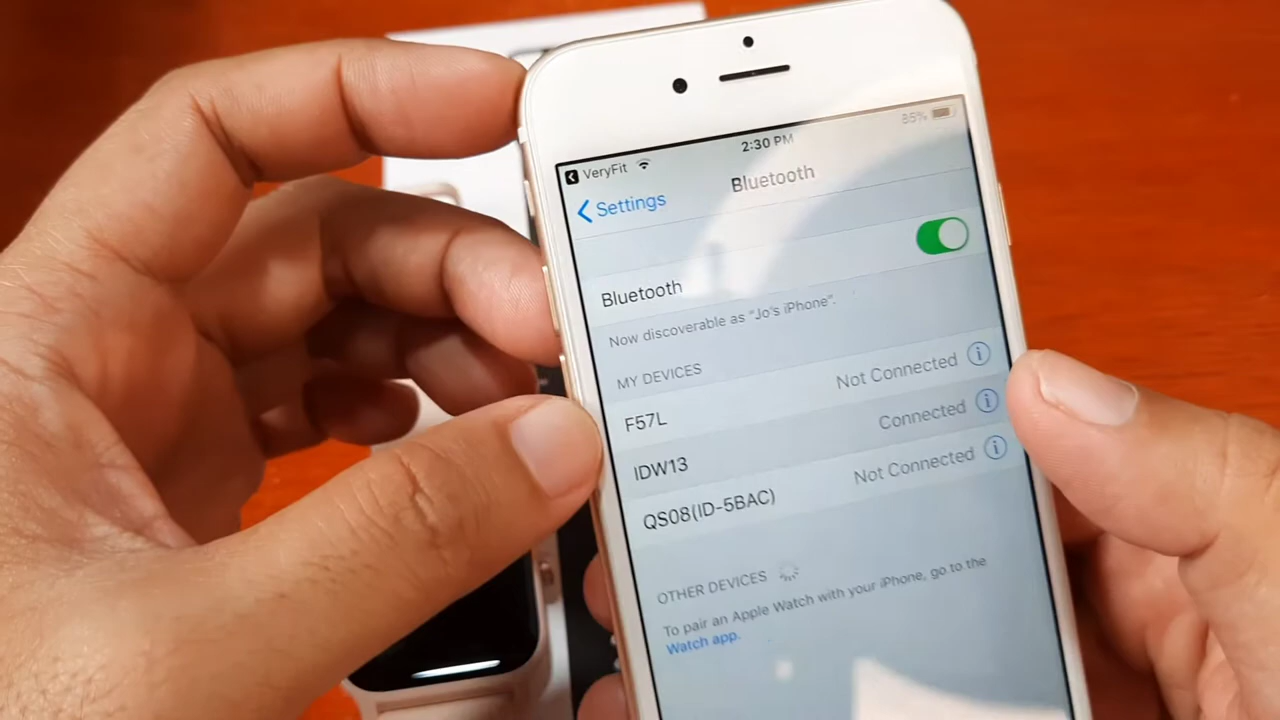 VeryFit 2:30 PM 85%
Settings Bluetooth
Bluetooth
Now discoverable as “Jo's iPhone”.
MY DEVICES
F57L Not Connected
IDW13 Connected
QS08(ID-5BAC) Not Connected
OTHER DEVICES
To pair an Apple Watch with your iPhone, go to the
Watch app.